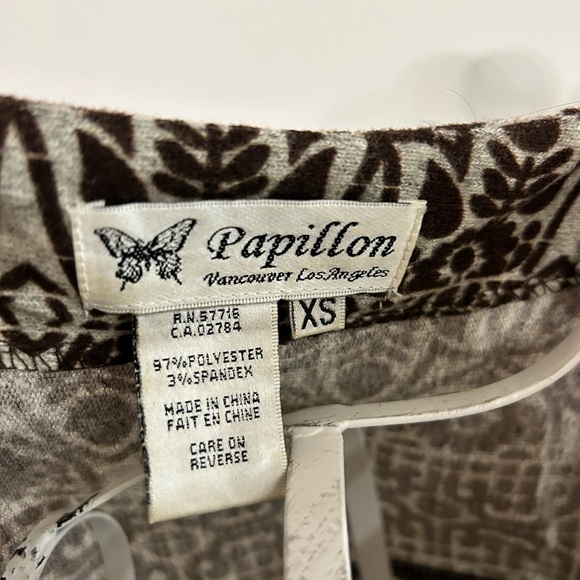 Papillon
Vancouver Los Angeles
XS
R.N.57716
C.A.02784
97%POLYESTER
3%SPANDEX
MADE IN CHINA
FAIT EN CHINE
CARE ON
REVERSE